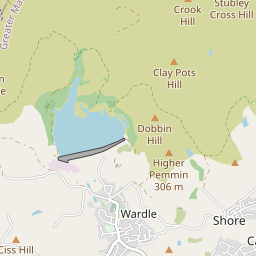 Stubley
Cross Hill
Crook
Hill
Greater Ma
Clay Pots
Hill
Dobbin
Hill
Higher
Pemmin
306 m
Wardle
Shore
Ciss Hill